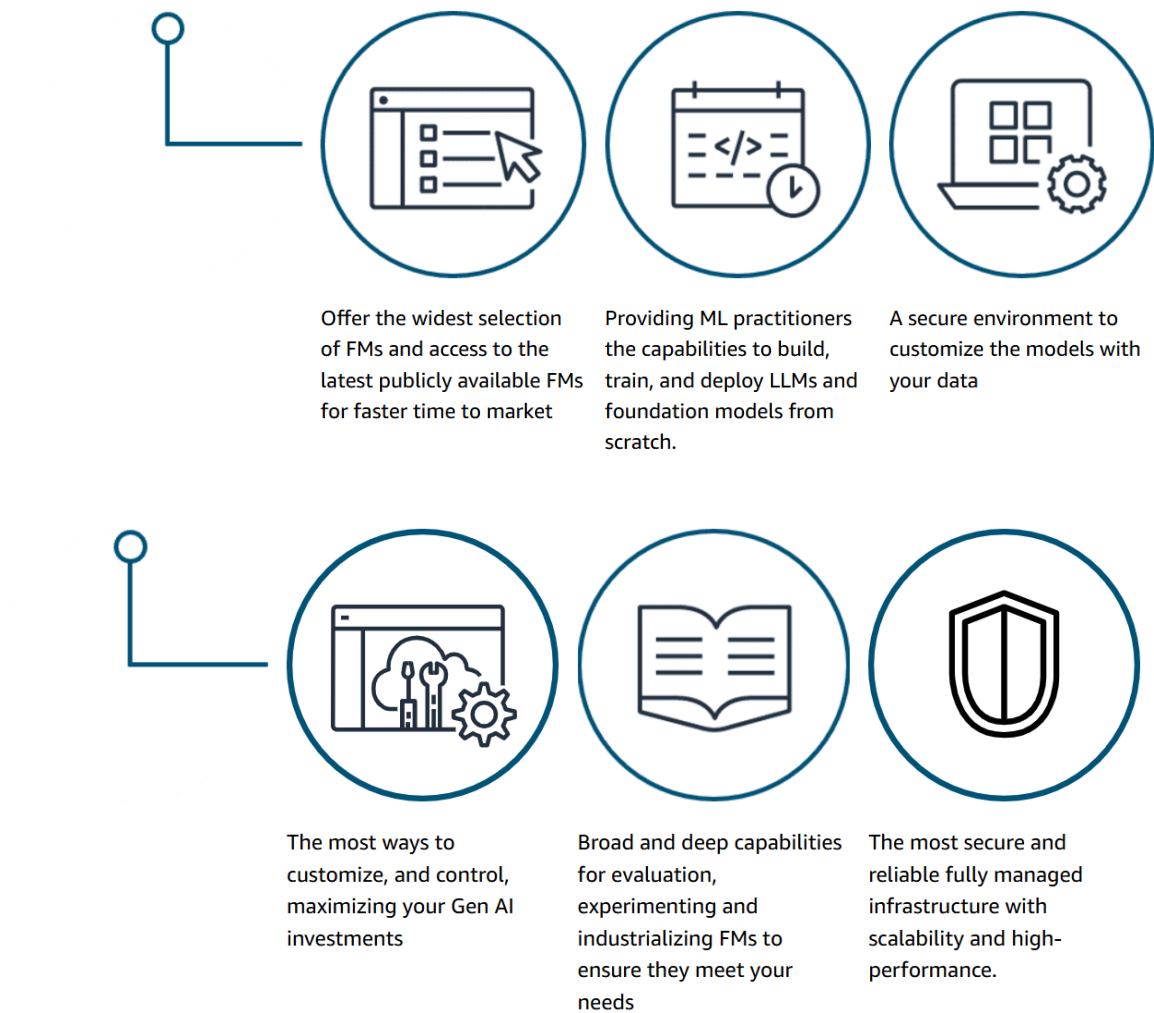 Offer the widest selection
of FMs and access to the
latest publicly available FMs
for faster time to market
Providing ML practitioners
the capabilities to build,
train, and deploy LLMs and
foundation models from
scratch.
A secure environment to
customize the models with
your data
The most ways to
customize, and control,
maximizing your Gen AI
investments
Broad and deep capabilities
for evaluation,
experimenting and
industrializing FMs to
ensure they meet your
needs
The most secure and
reliable fully managed
infrastructure with
scalability and high-
performance.